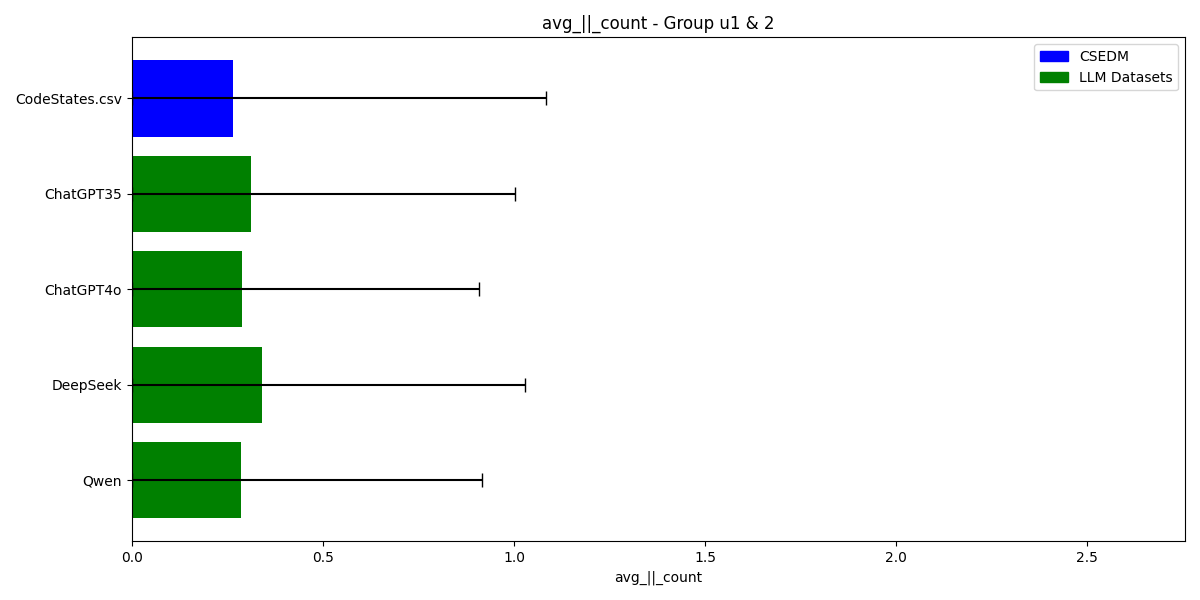 avg_||_count - Group u1 & 2
CSEDM
LLM Datasets
CodeStates.csv
ChatGPT35
ChatGPT4o
DeepSeek
Qwen
0.0 0.5 1.0 1.5 2.0 2.5
avg_||_count